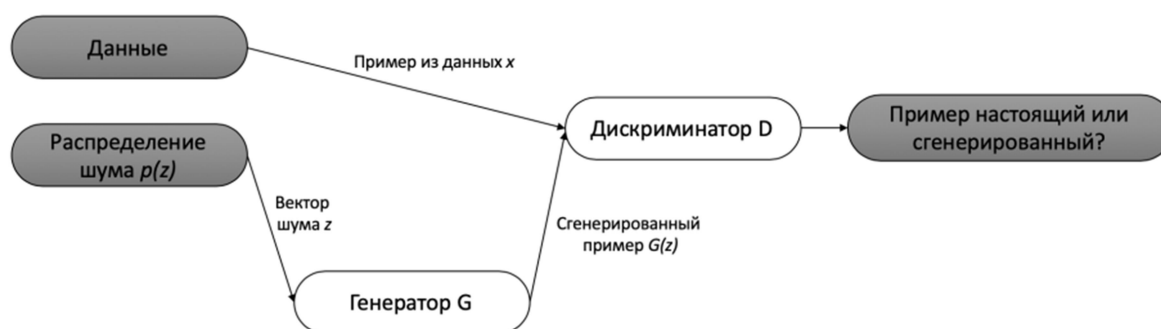 Данные
Пример из данных x
Распределение
шума p(z)
Дискриминатор D
Пример настоящий или
сгенерированный?
Вектор
шума z
Сгенерированный
пример G(z)
Генератор G